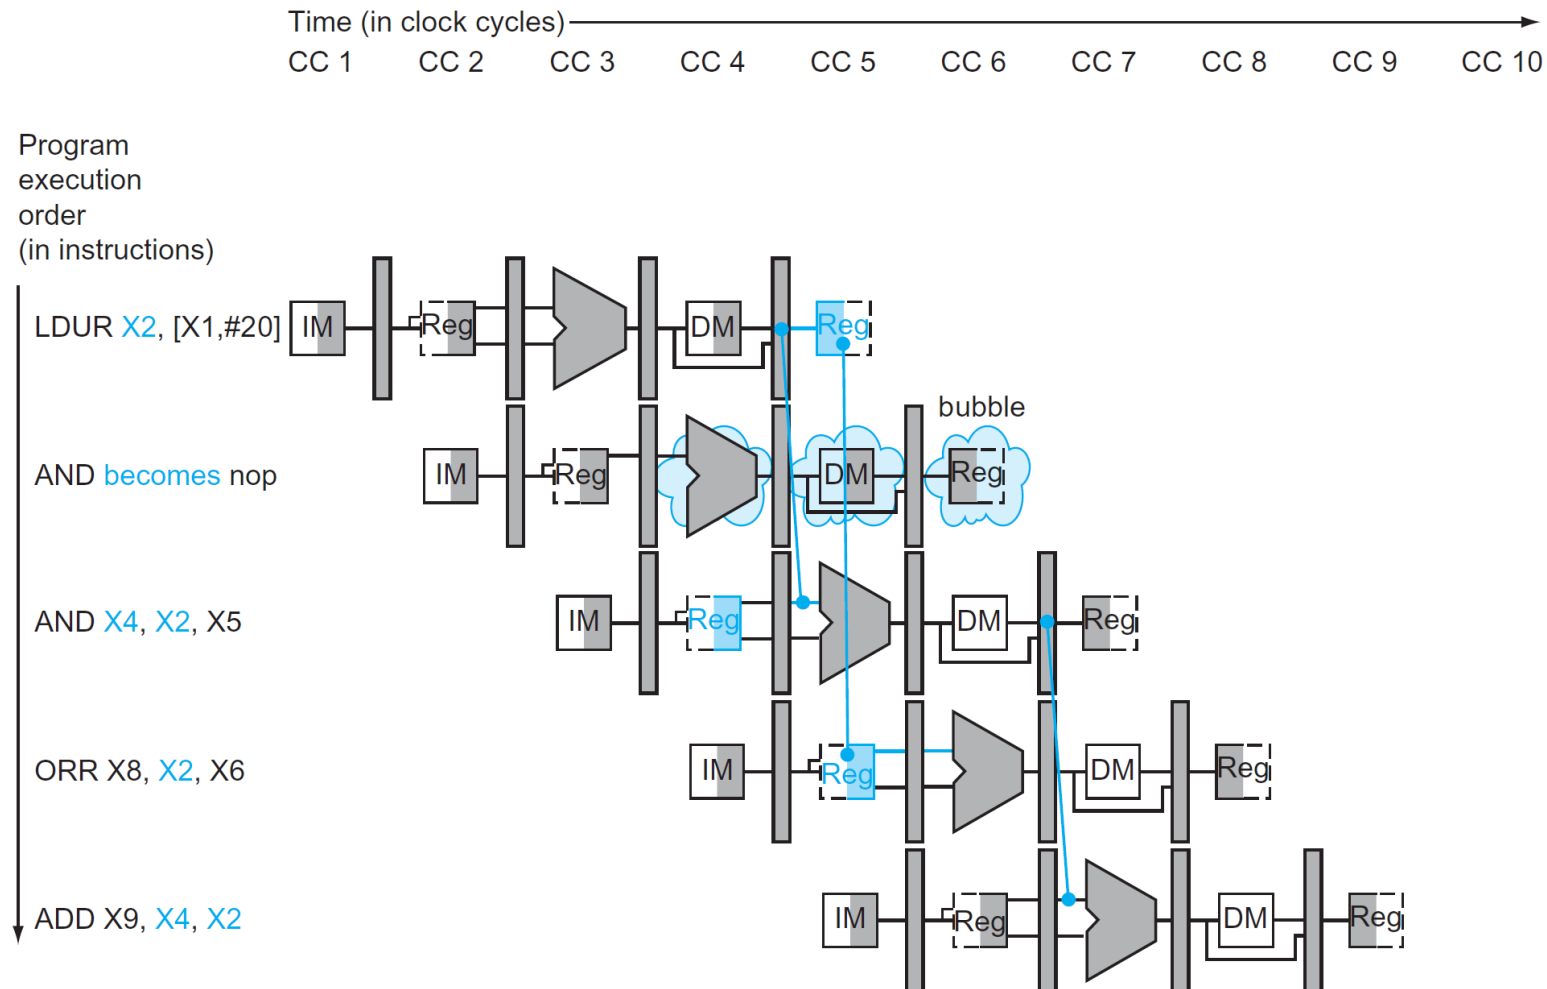 Time (in clock cycles)
CC 1 CC 2 CC 3 CC 4 CC 5 CC 6 CC 7 CC 8 CC 9 CC 10
Program
execution
order
(in instructions)
LDUR X2, [X1,#20] IM Reg DM Reg
bubble
AND becomes nop IM Reg DM Reg
AND X4, X2, X5 IM Reg DM Reg
ORR X8, X2, X6 IM Reg DM Reg
ADD X9, X4, X2 IM Reg DM Reg